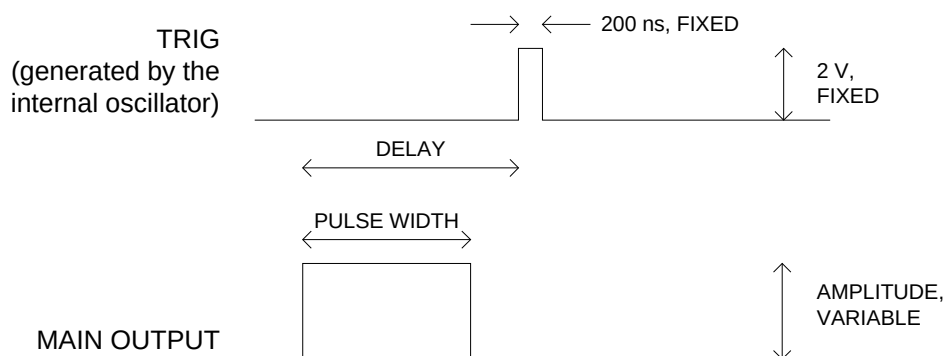 200 ns, FIXED
TRIG
(generated by the
internal oscillator)
2 V,
FIXED
DELAY
PULSE WIDTH
AMPLITUDE,
VARIABLE
MAIN OUTPUT